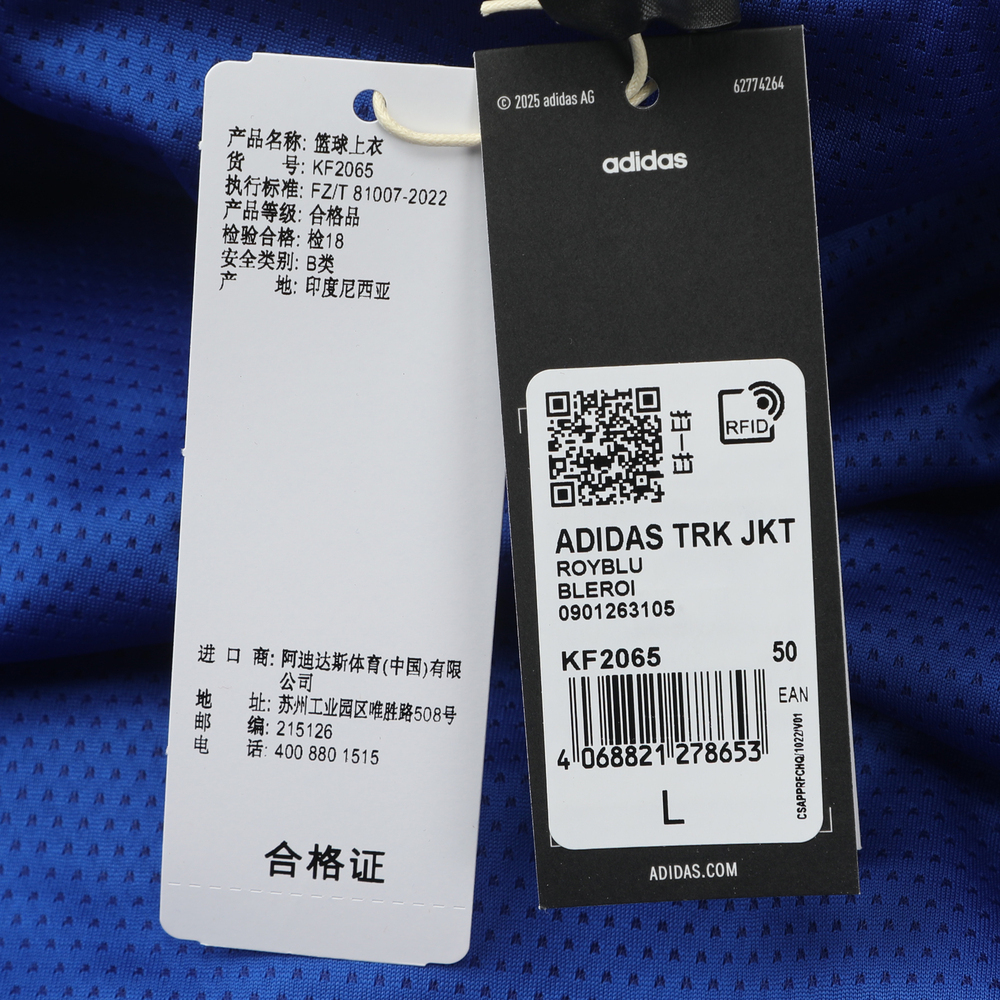 产品名称: 篮球上衣
货 号: KF2065
执行标准: FZ/T 81007-2022
产品等级: 合格品
检验合格: 检18
安全类别: B类
产 地: 印度尼西亚
进 口 商: 阿迪达斯体育(中国)有限
公司
地 址: 苏州工业园区唯胜路508号
邮 编: 215126
电 话: 400 880 1515
合格证
© 2025 adidas AG
62774264
adidas
扫一扫
RFID
ADIDAS TRK JKT
ROYBLU
BLEROI
0901263105
KF2065 50
EAN
4 068821 278653
CSAPPRFCHQ/1022/V01
L
ADIDAS.COM